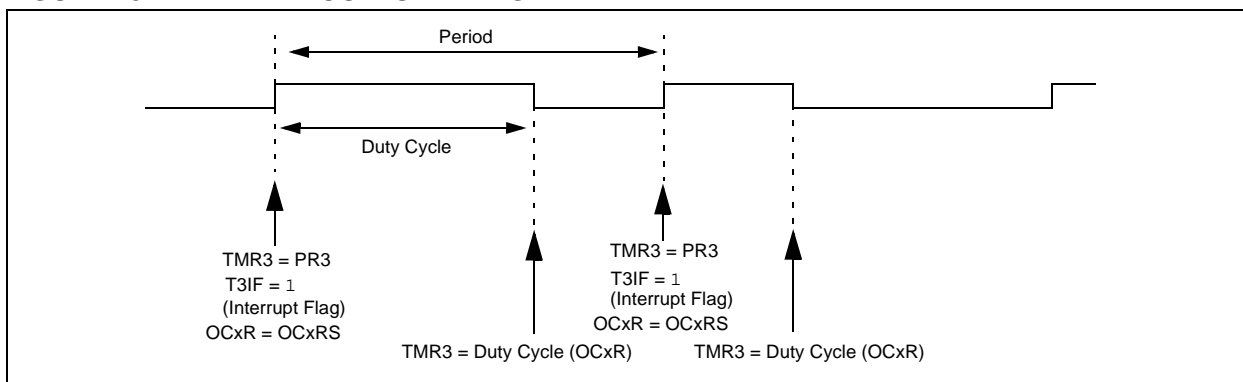 Period
Duty Cycle
TMR3 = PR3
T3IF = 1
(Interrupt Flag)
OCxR = OCxRS
TMR3 = Duty Cycle (OCxR)
TMR3 = PR3
T3IF = 1
(Interrupt Flag)
OCxR = OCxRS
TMR3 = Duty Cycle (OCxR)